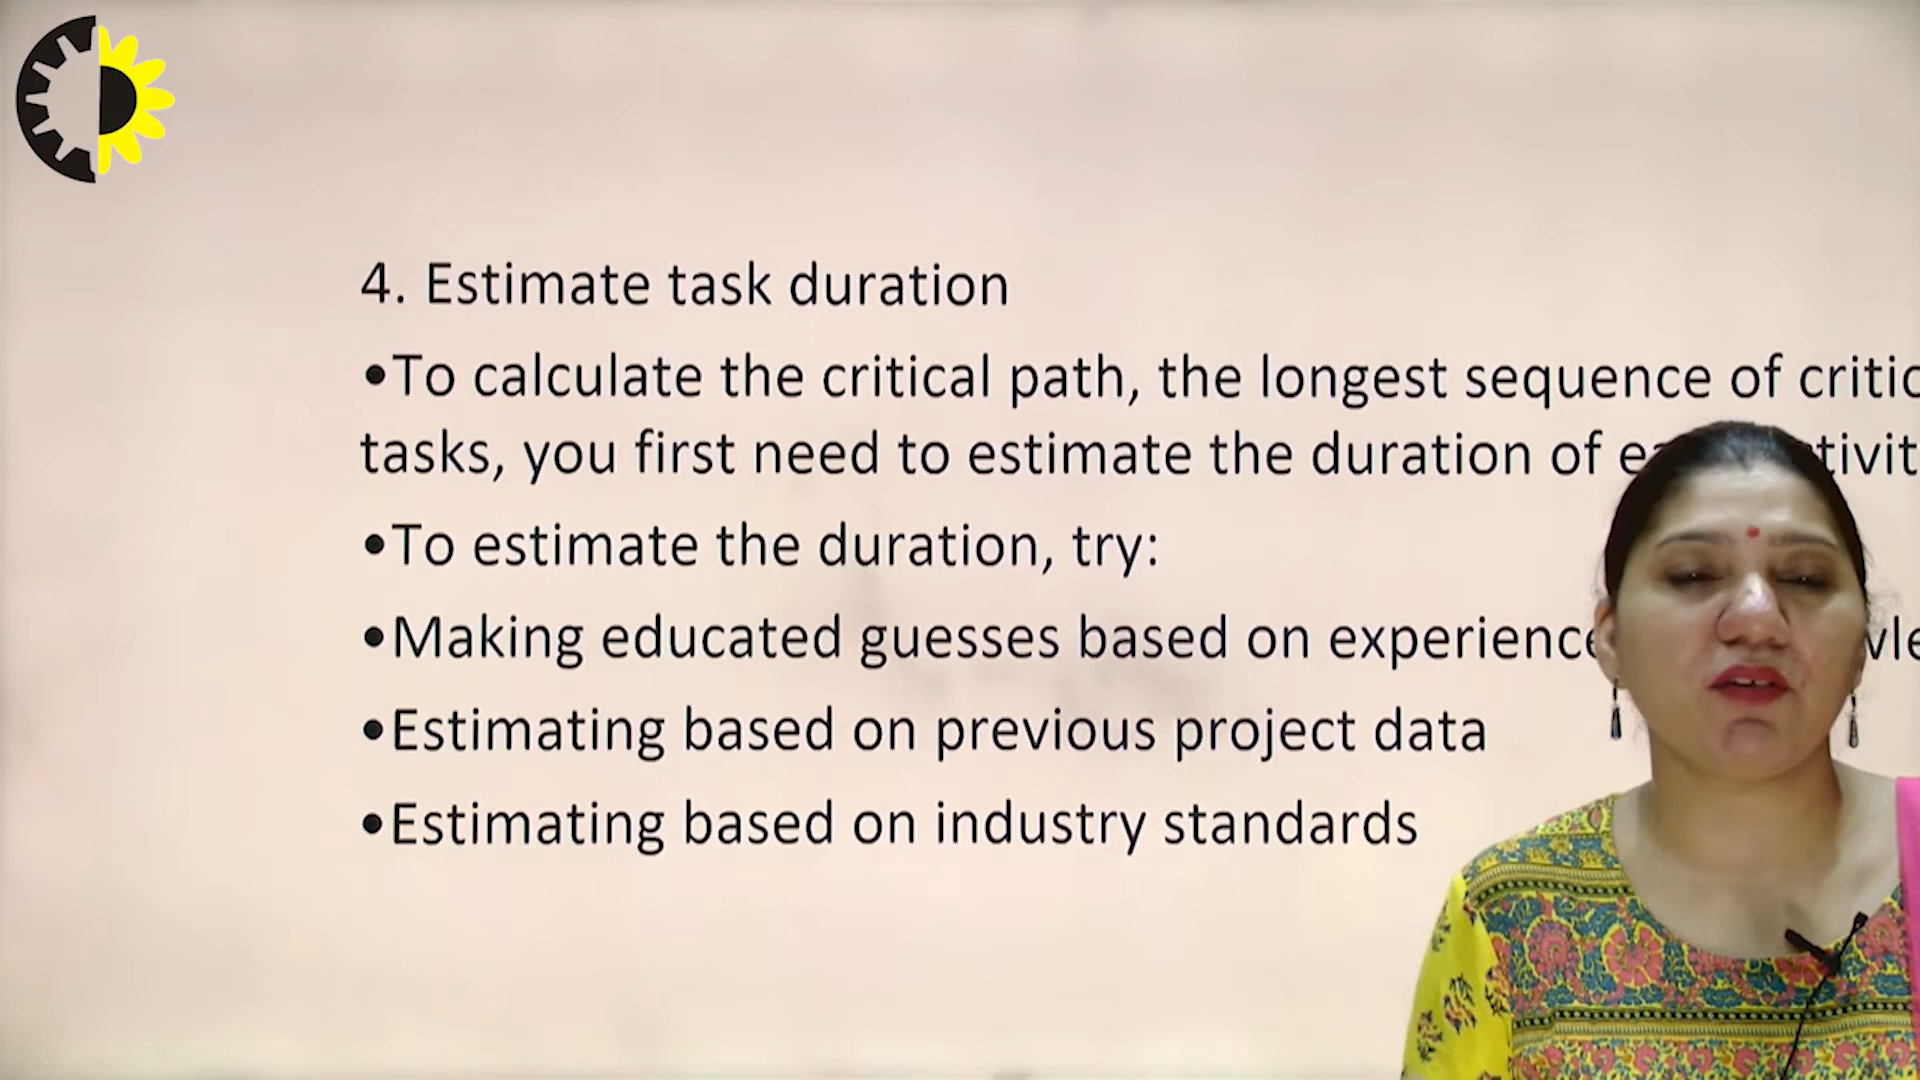 4. Estimate task duration
•To calculate the critical path, the longest sequence of
tasks, you first need to estimate the duration of
•To estimate the duration, try:
•Making educated guesses based on
•Estimating based on previous project data
•Estimating based on industry standards